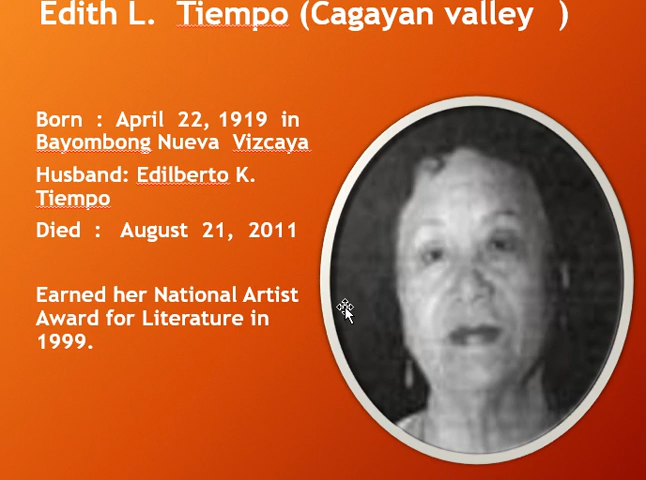 Edith L. Tiempo (Cagayan valley )
Born : April 22, 1919 in
Bayombong Nueva Vizcaya
Husband: Edilberto K.
Tiempo
Died : August 21, 2011
Earned her National Artist
Award for Literature in
1999.